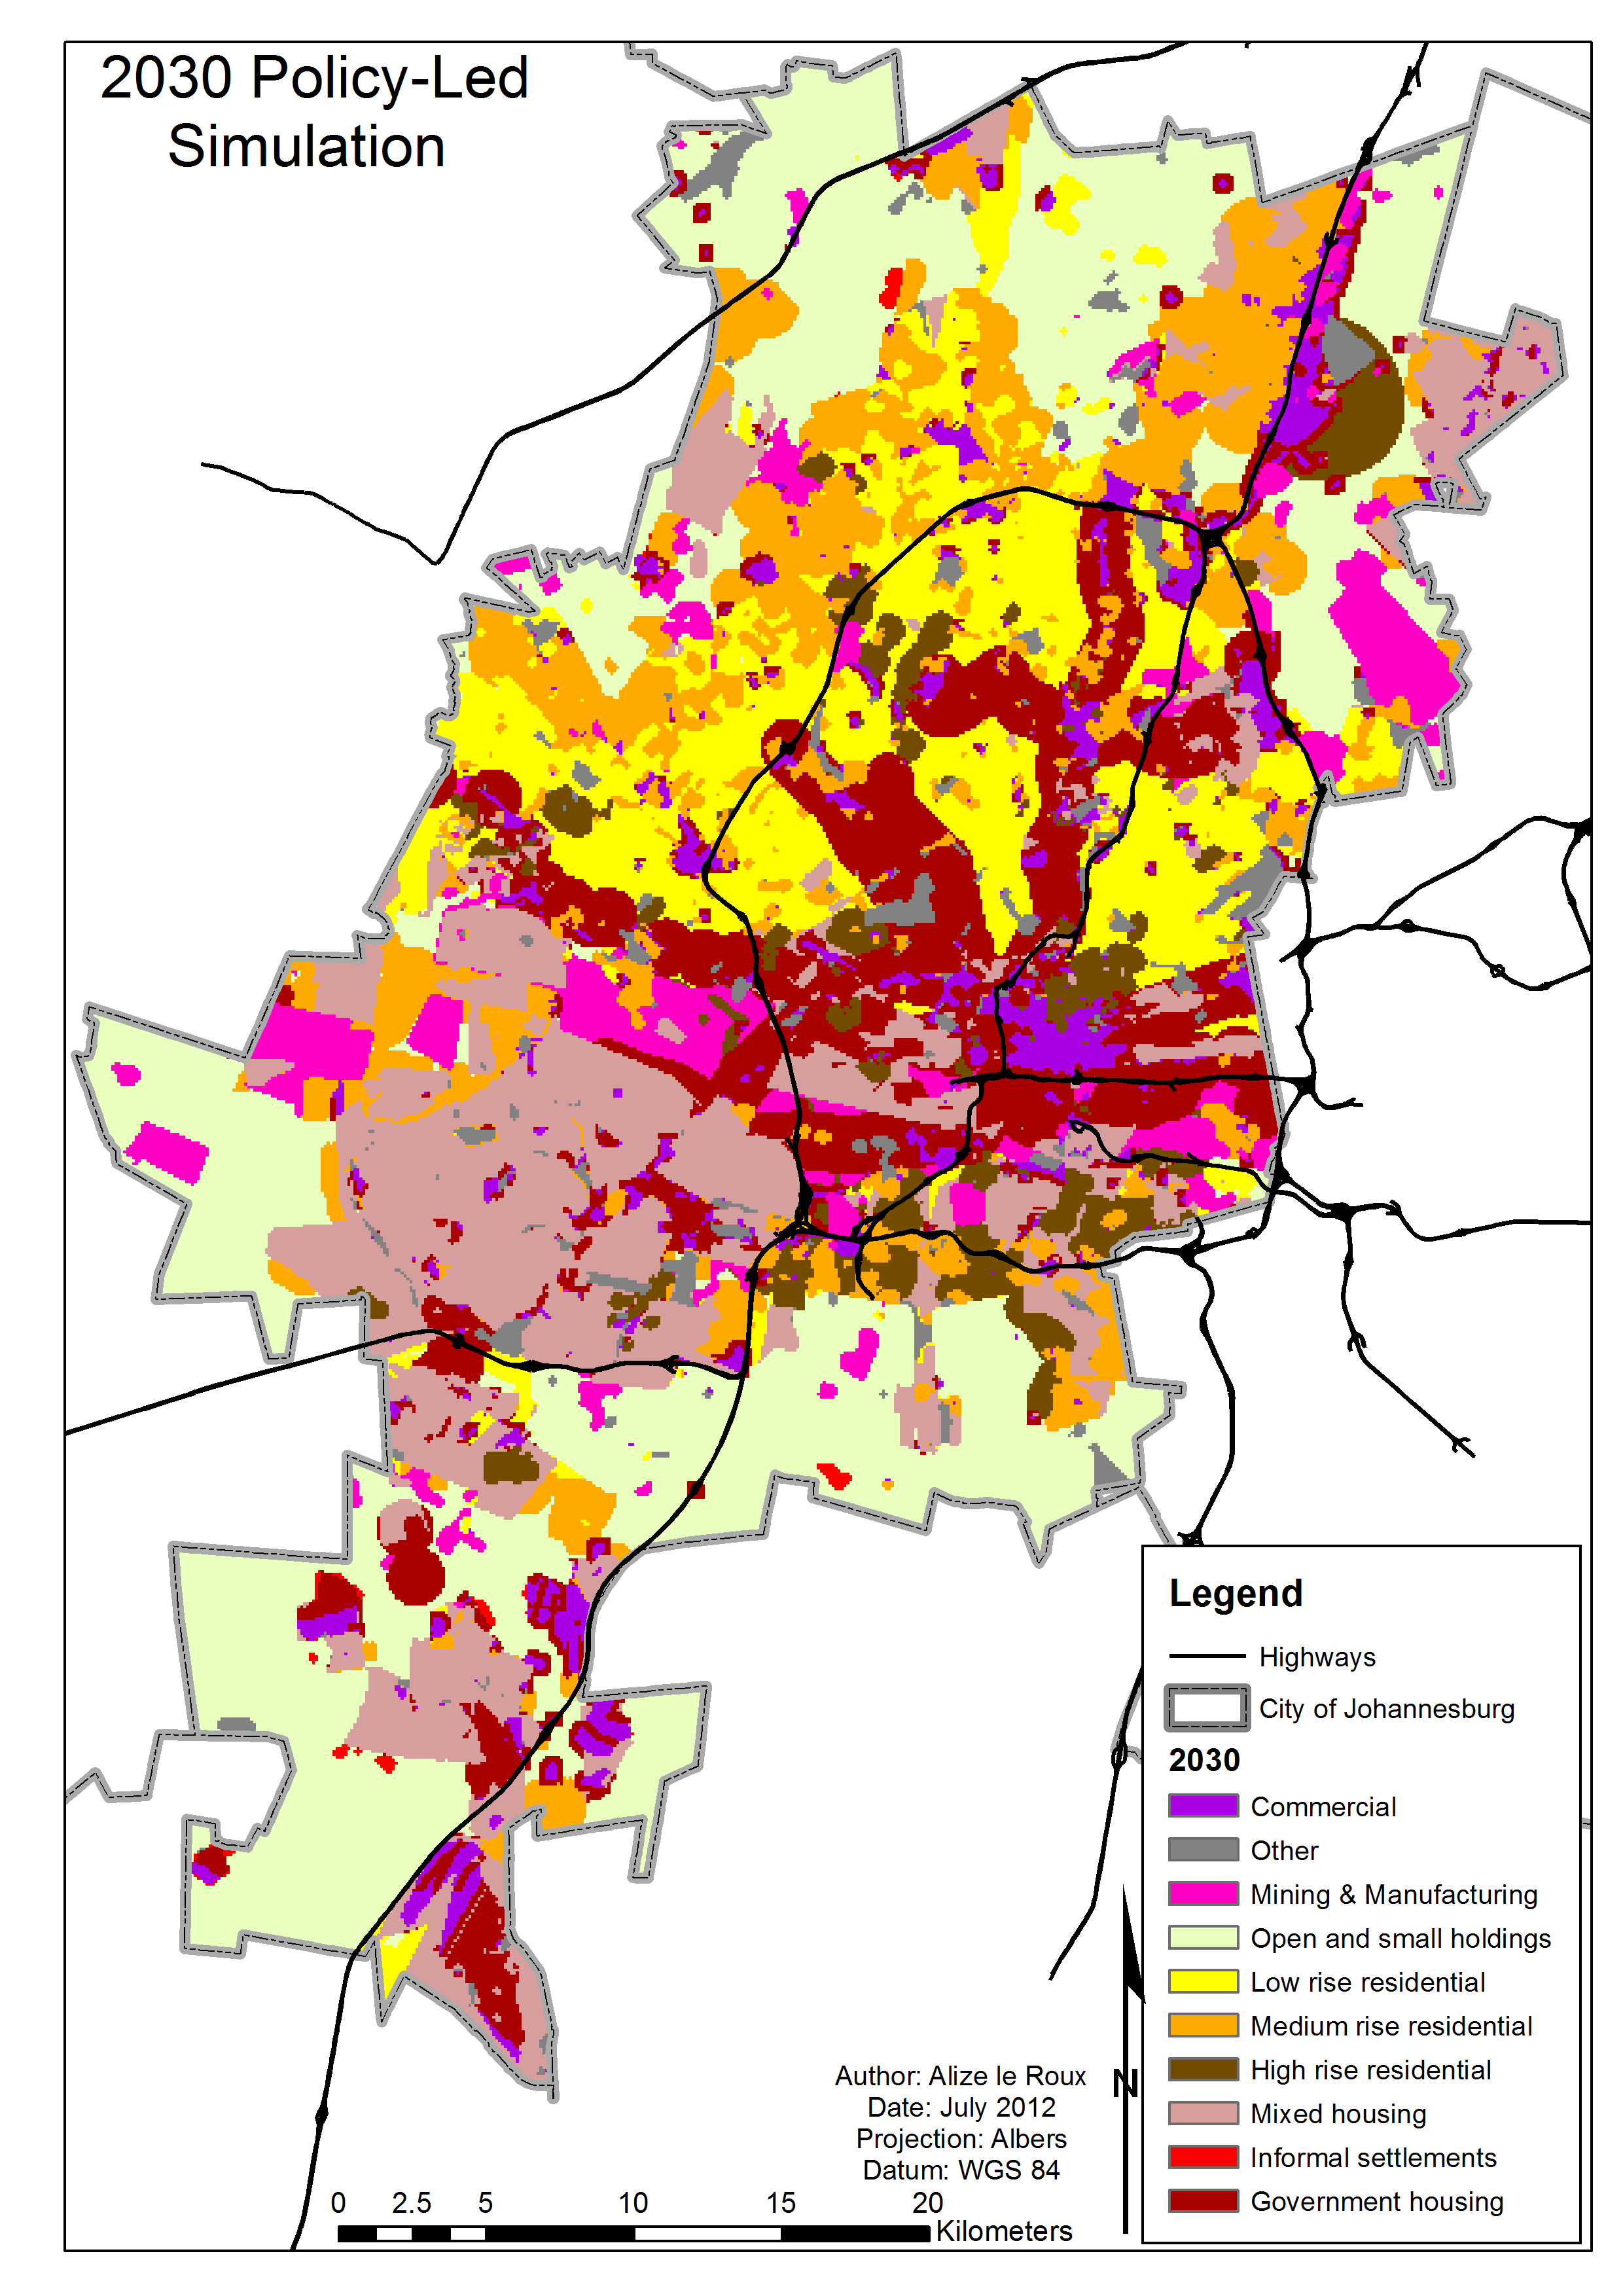 2030 Policy-Led
Simulation
Legend
Highways
City of Johannesburg
2030
Commercial
Other
Mining & Manufacturing
Open and small holdings
Low rise residential
Medium rise residential
High rise residential
Mixed housing
Informal settlements
Government housing
Author: Alize le Roux
Date: July 2012
Projection: Albers
Datum: WGS 84
N
0 2.5 5 10 15 20
Kilometers